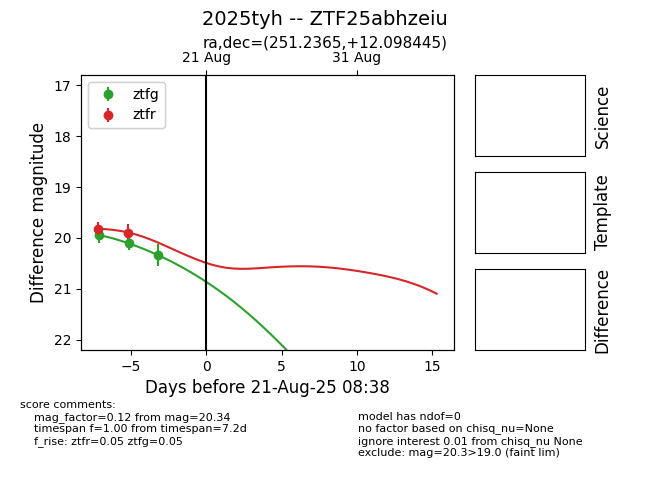 2025tyh -- ZTF25abhzeiu
ra,dec=(251.2365,+12.098445)
21 Aug
31 Aug
ztfg
ztfr
17
18
19
20
21
22
Difference magnitude
−5
0
5
10
15
Days before 21-Aug-25 08:38
Science
Template
Difference
score comments:
mag_factor=0.12 from mag=20.34
timespan f=1.00 from timespan=7.2d
f_rise: ztfr=0.05 ztfg=0.05
model has ndof=0
no factor based on chisq_nu=None
ignore interest 0.01 from chisq_nu None
exclude: mag=20.3>19.0 (faint lim)